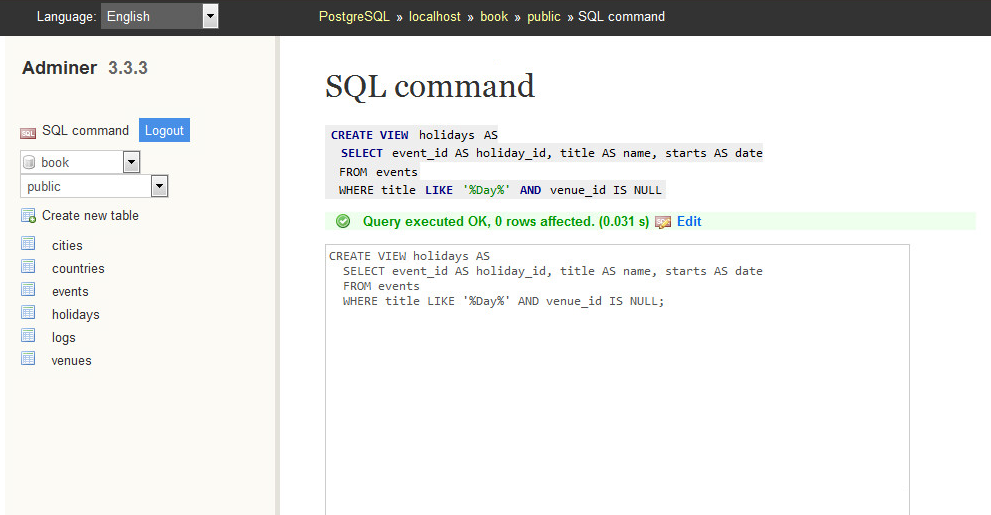 Language: English
PostgreSQL » localhost » book » public » SQL command
Adminer 3.3.3
SQL command
SQL SQL command Logout
book
public
Create new table
cities
countries
events
holidays
logs
venues
CREATE VIEW holidays AS
SELECT event_id AS holiday_id, title AS name, starts AS date
FROM events
WHERE title LIKE '%Day%' AND venue_id IS NULL
Query executed OK, 0 rows affected. (0.031 s) SQL Edit
CREATE VIEW holidays AS
SELECT event_id AS holiday_id, title AS name, starts AS date
FROM events
WHERE title LIKE '%Day%' AND venue_id IS NULL;